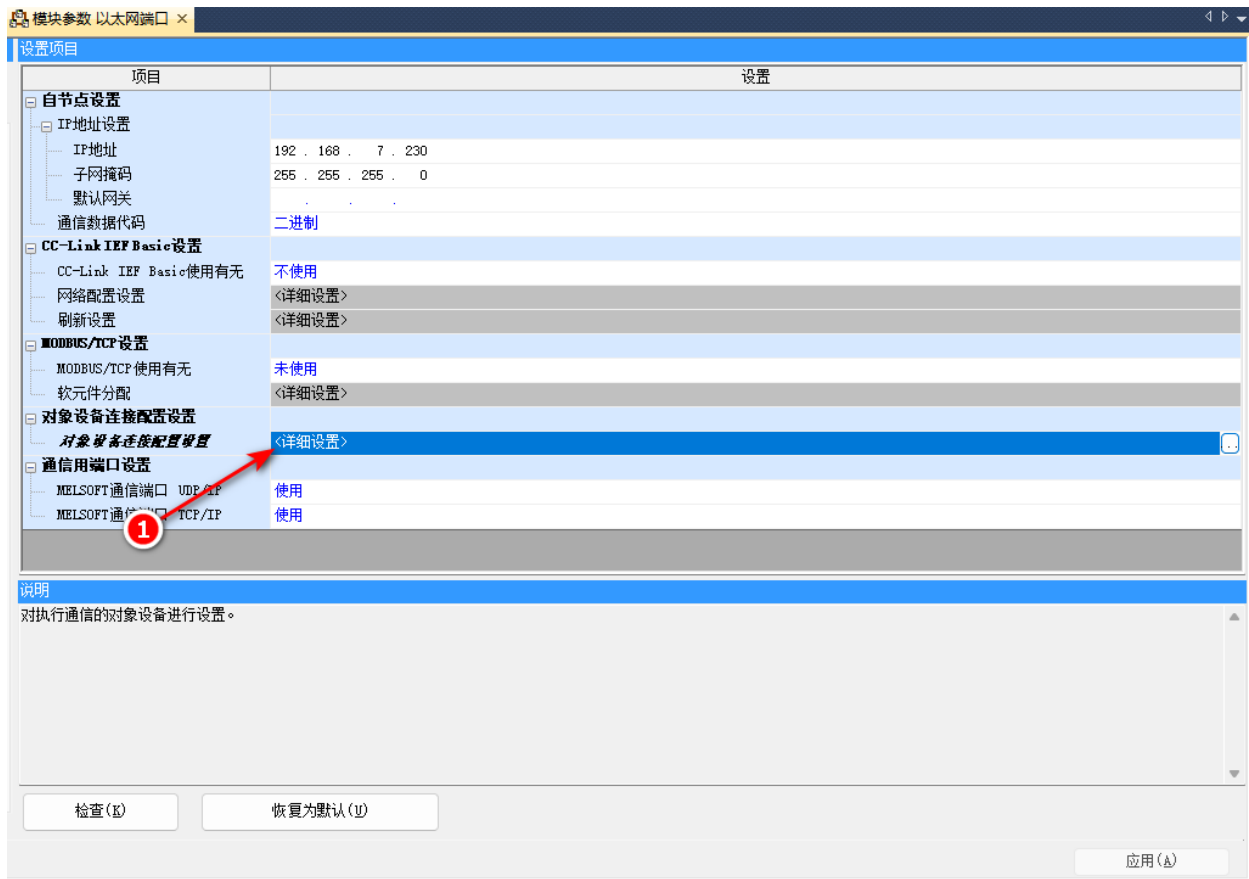 模块参数 以太网端口 ×
设置项目
项目 设置
自节点设置
IP地址设置
IP地址 192 . 168 . 7 . 230
子网掩码 255 . 255 . 255 . 0
默认网关 . . .
通信数据代码 二进制
CC-Link IEF Basic设置
CC-Link IEF Basic使用有无 不使用
网络配置设置 <详细设置>
刷新设置 <详细设置>
MODBUS/TCP设置
MODBUS/TCP使用有无 未使用
软元件分配 <详细设置>
对象设备连接配置设置
对象设备连接配置设置 <详细设置> ..
通信用端口设置
MELSOFT通信端口 UDP/IP 使用
MELSOFT通信端口 TCP/IP 使用
1
说明
对执行通信的对象设备进行设置。
检查(K) 恢复为默认(U)
应用(A)